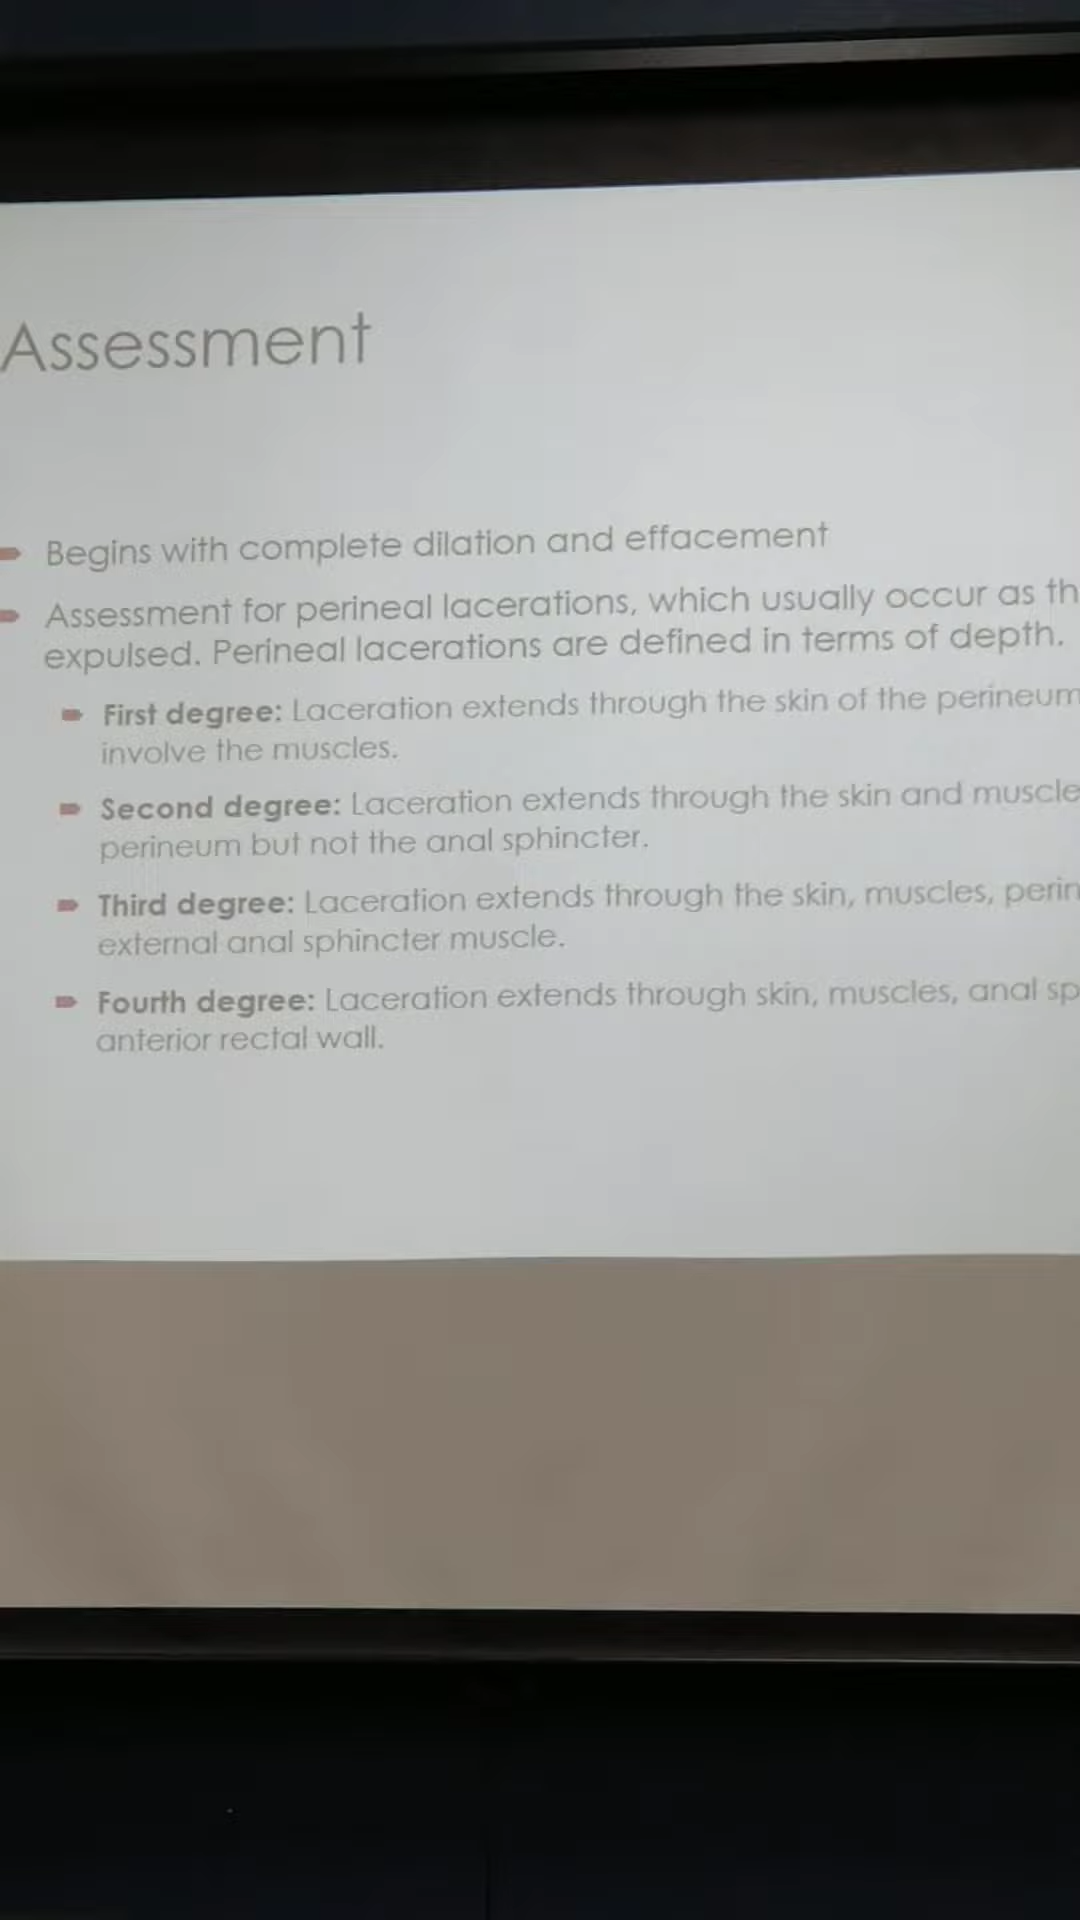 Assessment
Begins with complete dilation and effacement
Assessment for perineal lacerations, which usually occur as th
expulsed. Perineal lacerations are defined in terms of depth.
First degree: Laceration extends through the skin of the perineum
involve the muscles.
Second degree: Laceration extends through the skin and muscle
perineum but not the anal sphincter.
Third degree: Laceration extends through the skin, muscles, perin
external anal sphincter muscle.
Fourth degree: Laceration extends through skin, muscles, anal sp
anterior rectal wall.